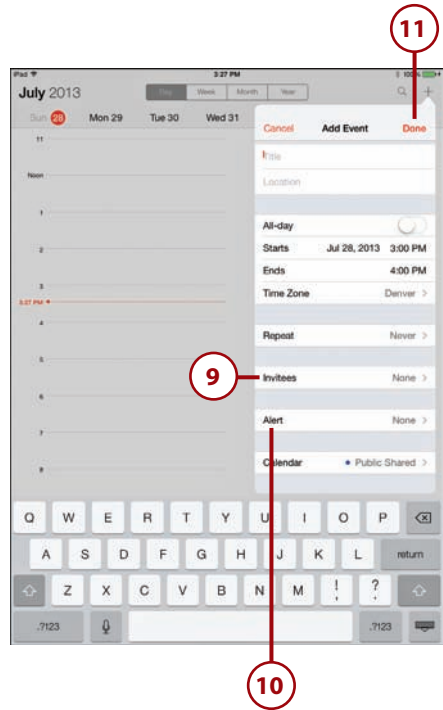 11
iPad 3:27 PM 100%
July 2013 Day Week Month Year +
Sun 28 Mon 29 Tue 30 Wed 31
Cancel Add Event Done
Title
Location
All-day
Starts Jul 28, 2013 3:00 PM
Ends 4:00 PM
Time Zone Denver >
Repeat Never >
Invitees None >
Alert None >
Calendar • Public Shared >
11
Noon
1
2
3
3:27 PM
4
5
6
7
8
9
Q W E R T Y U I O P
A S D F G H J K L return
Z X C V B N M ! , ? .
.?123 .?123
10